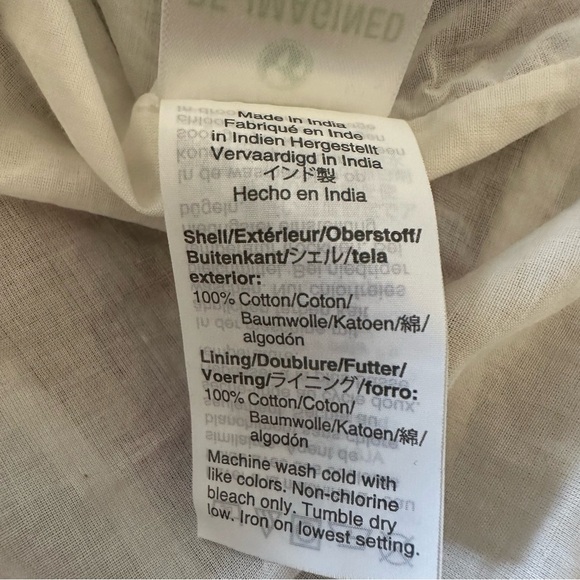 RE-IMAGINED
Made in India
Fabriqué en Inde
in Indien Hergestellt
Vervaardigd in India
インド製
Hecho en India
Shell/Extérieur/Oberstoff/
Buitenkant/シェル/tela
exterior:
100% Cotton/Coton/
Baumwolle/Katoen/綿/
algodón
Lining/Doublure/Futter/
Voering/ライニング/forro:
100% Cotton/Coton/
Baumwolle/Katoen/綿/
algodón
Machine wash cold with
like colors. Non-chlorine
bleach only. Tumble dry
low. Iron on lowest setting.